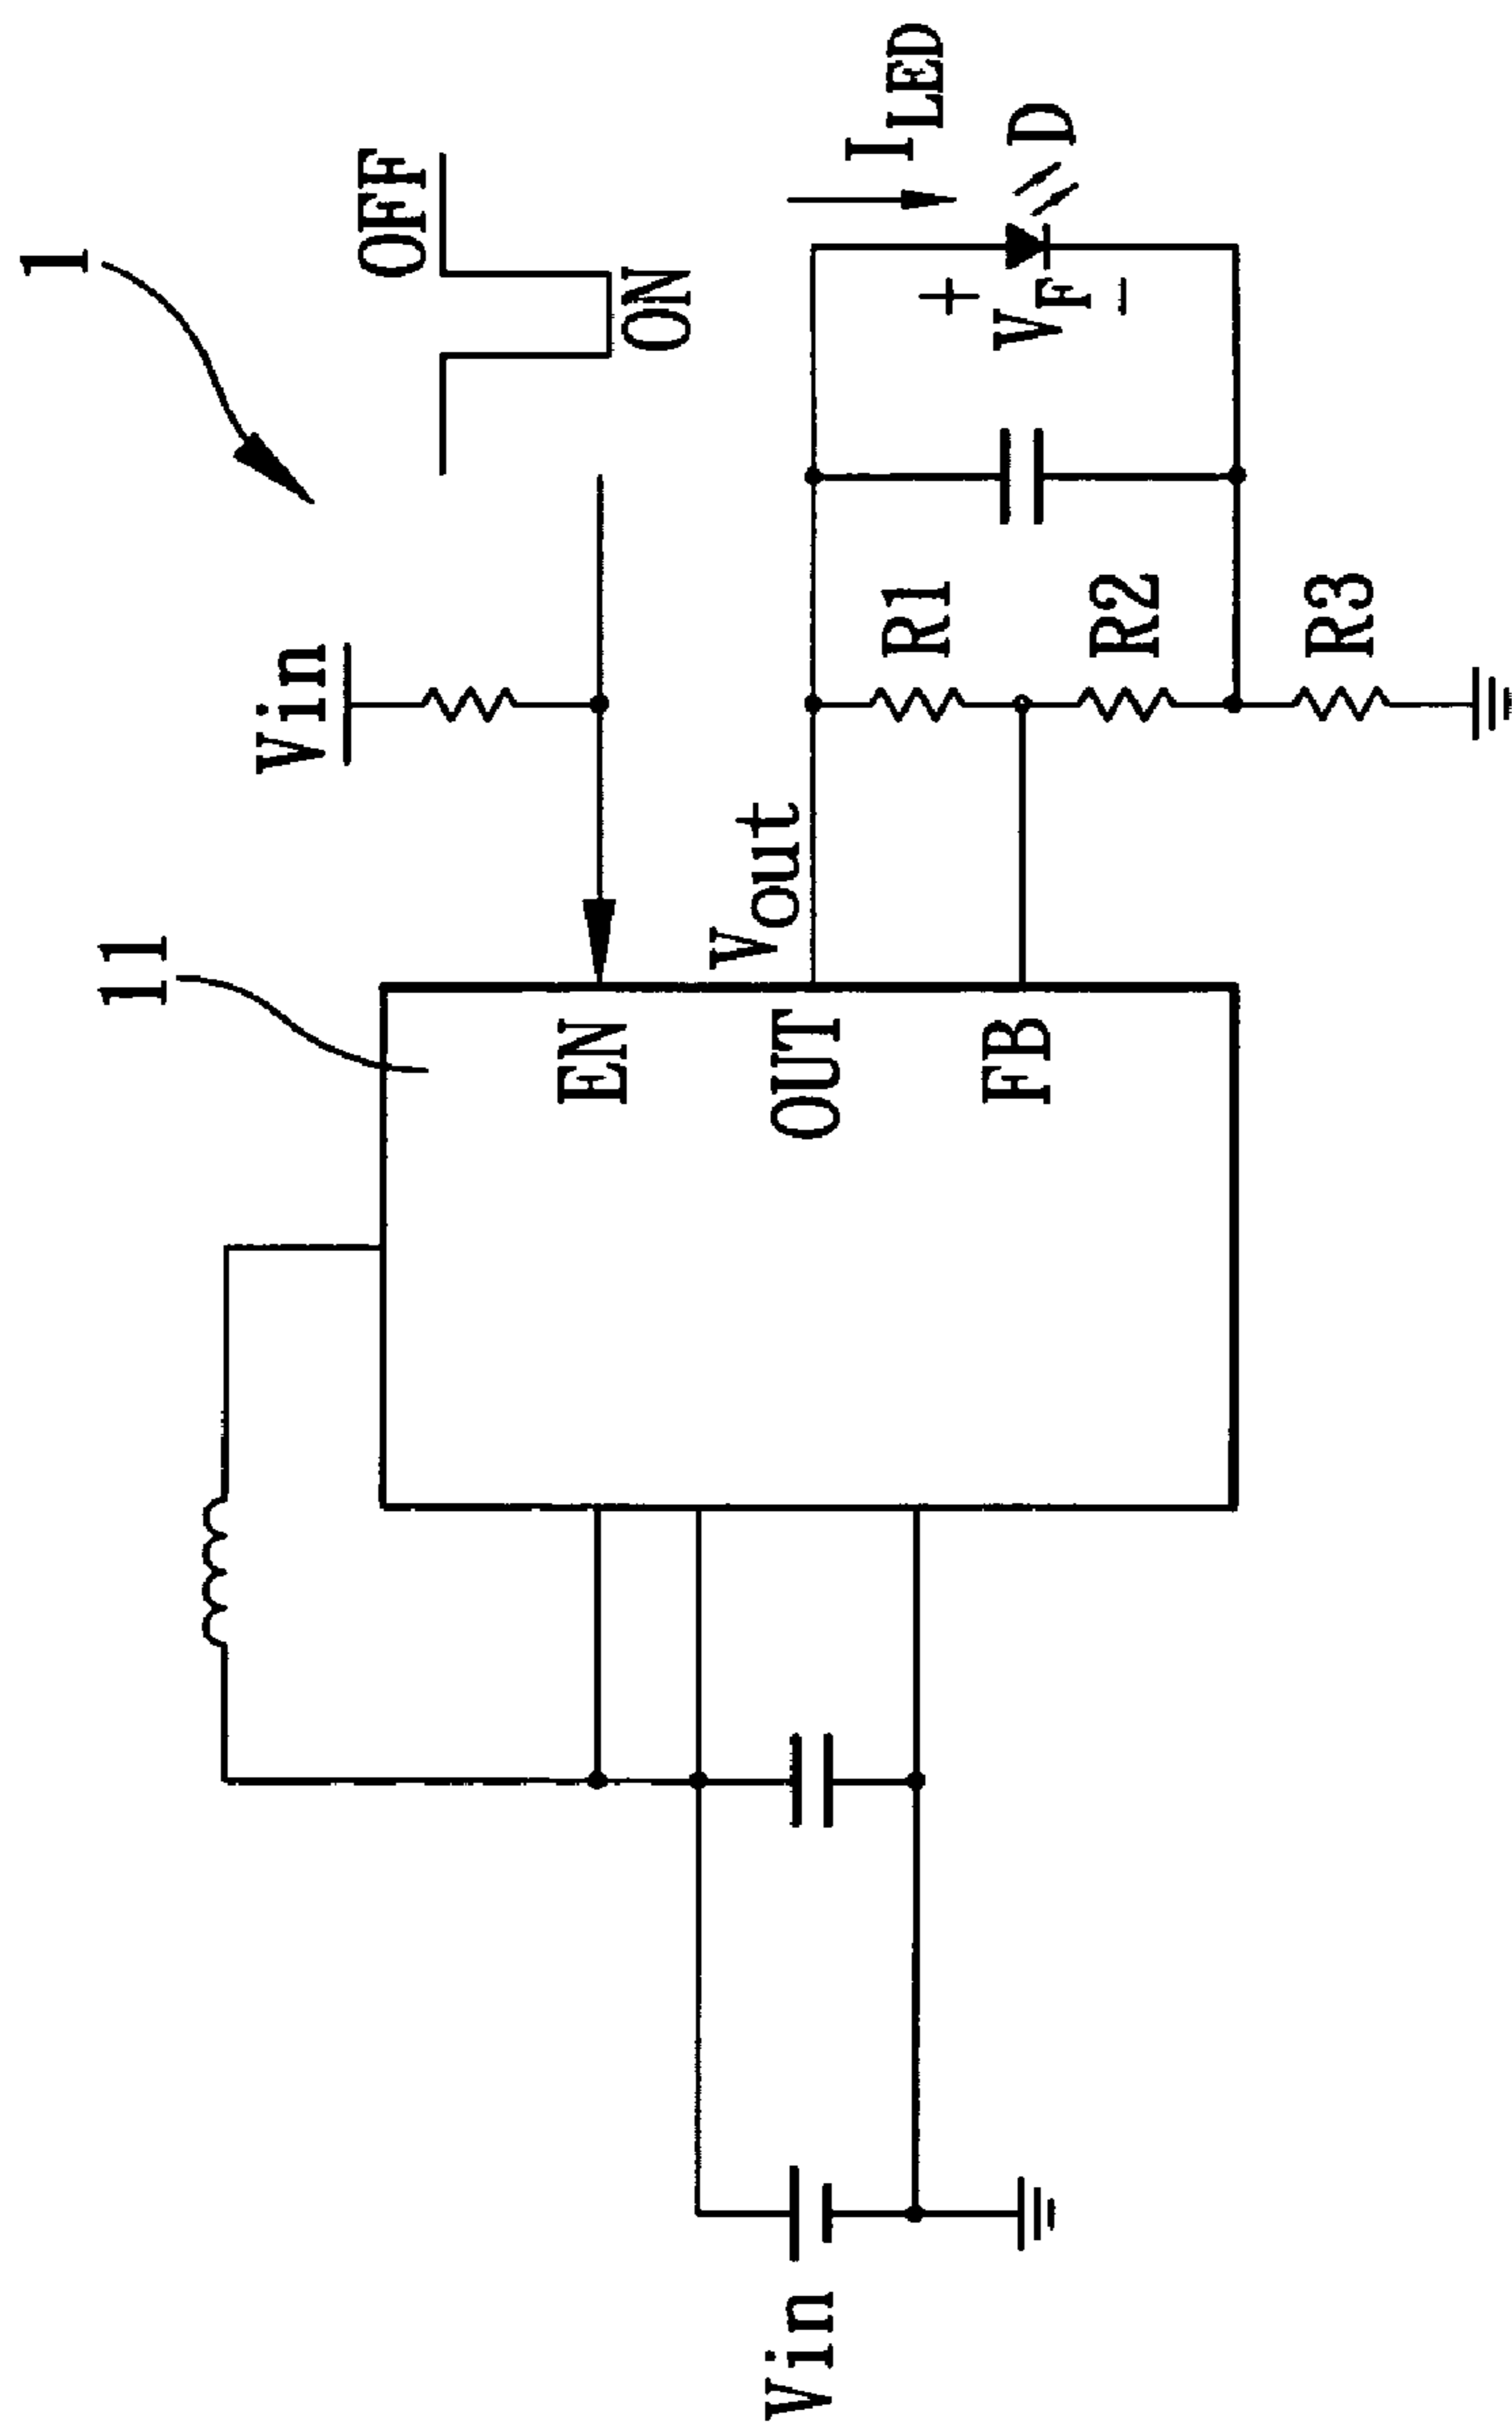 1
OFF
ON
Vin
11
EN
Vout
OUT
FB
R1
R2
R3
+
VF
−
ILED
D
Vin